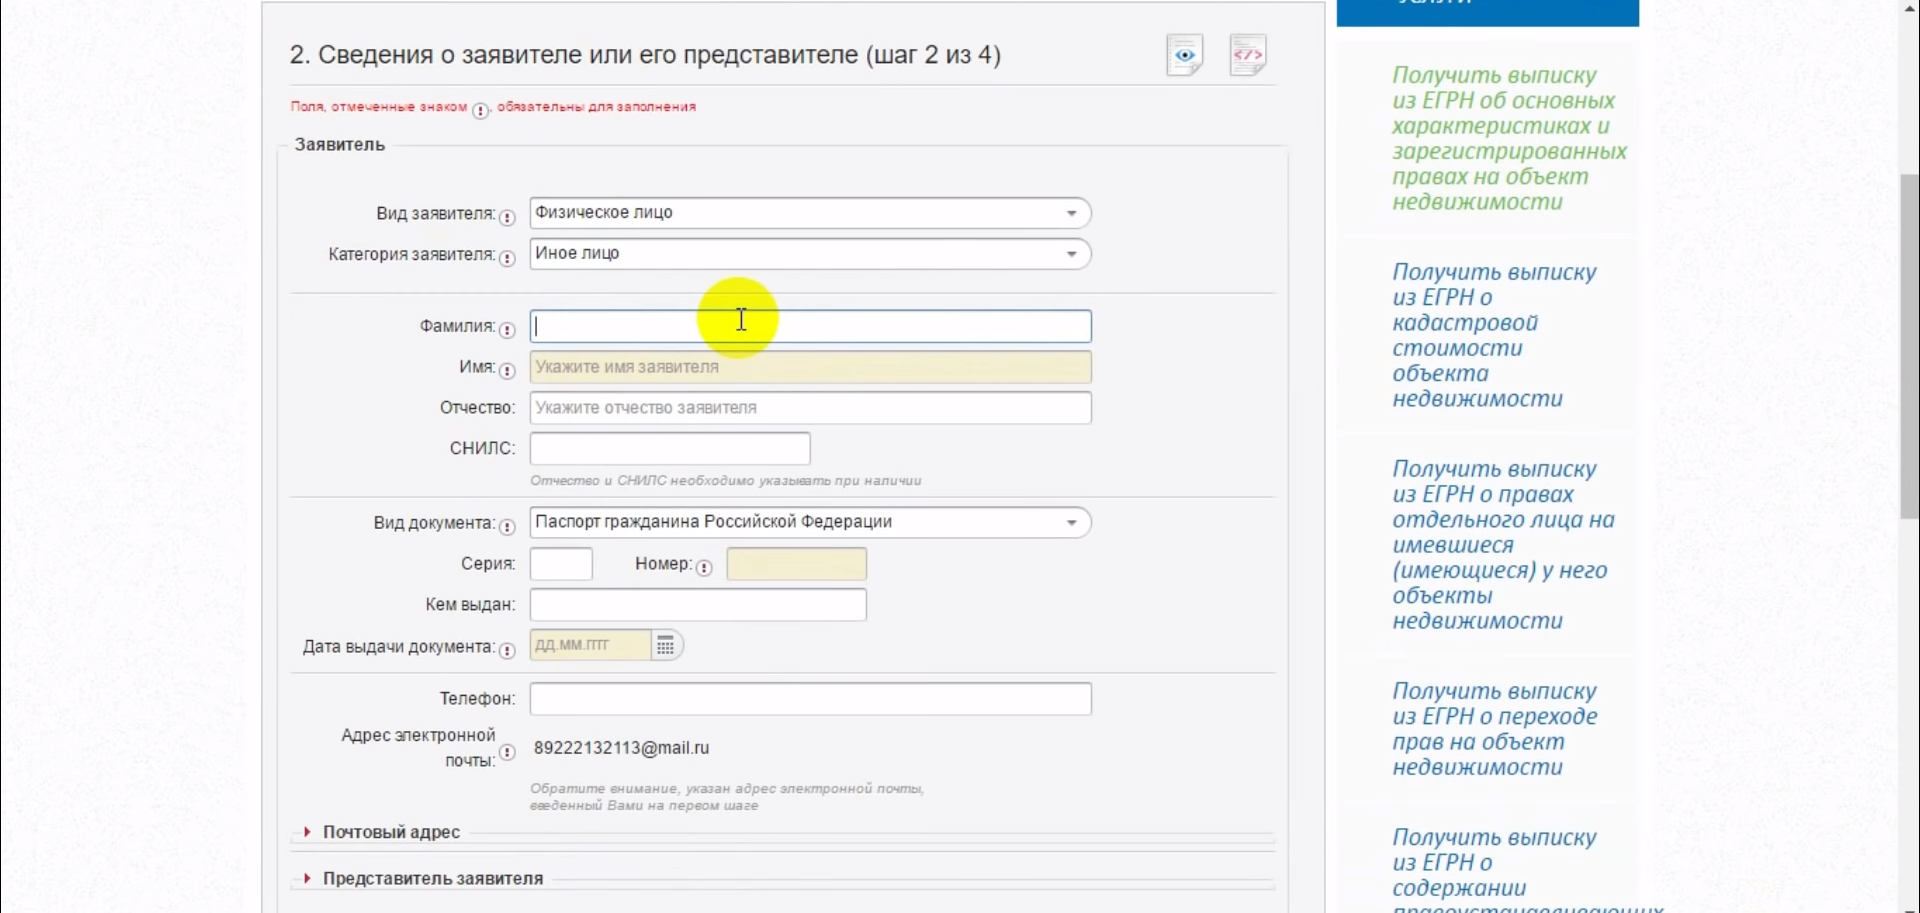 2. Сведения о заявителе или его представителе (шаг 2 из 4)
Поля, отмеченные знаком , обязательны для заполнения
Заявитель
Вид заявителя: Физическое лицо
Категория заявителя: Иное лицо
Фамилия:
Имя: Укажите имя заявителя
Отчество: Укажите отчество заявителя
СНИЛС:
Отчество и СНИЛС необходимо указывать при наличии
Вид документа: Паспорт гражданина Российской Федерации
Серия: Номер:
Кем выдан:
Дата выдачи документа: дд.мм.гггг
Телефон:
Адрес электронной
почты: 89222132113@mail.ru
Обратите внимание, указан адрес электронной почты,
введенный Вами на первом шаге
Почтовый адрес
Представитель заявителя
Получить выписку
из ЕГРН об основных
характеристиках и
зарегистрированных
правах на объект
недвижимости
Получить выписку
из ЕГРН о
кадастровой
стоимости
объекта
недвижимости
Получить выписку
из ЕГРН о правах
отдельного лица на
имевшиеся
(имеющиеся) у него
объекты
недвижимости
Получить выписку
из ЕГРН о переходе
прав на объект
недвижимости
Получить выписку
из ЕГРН о
содержании